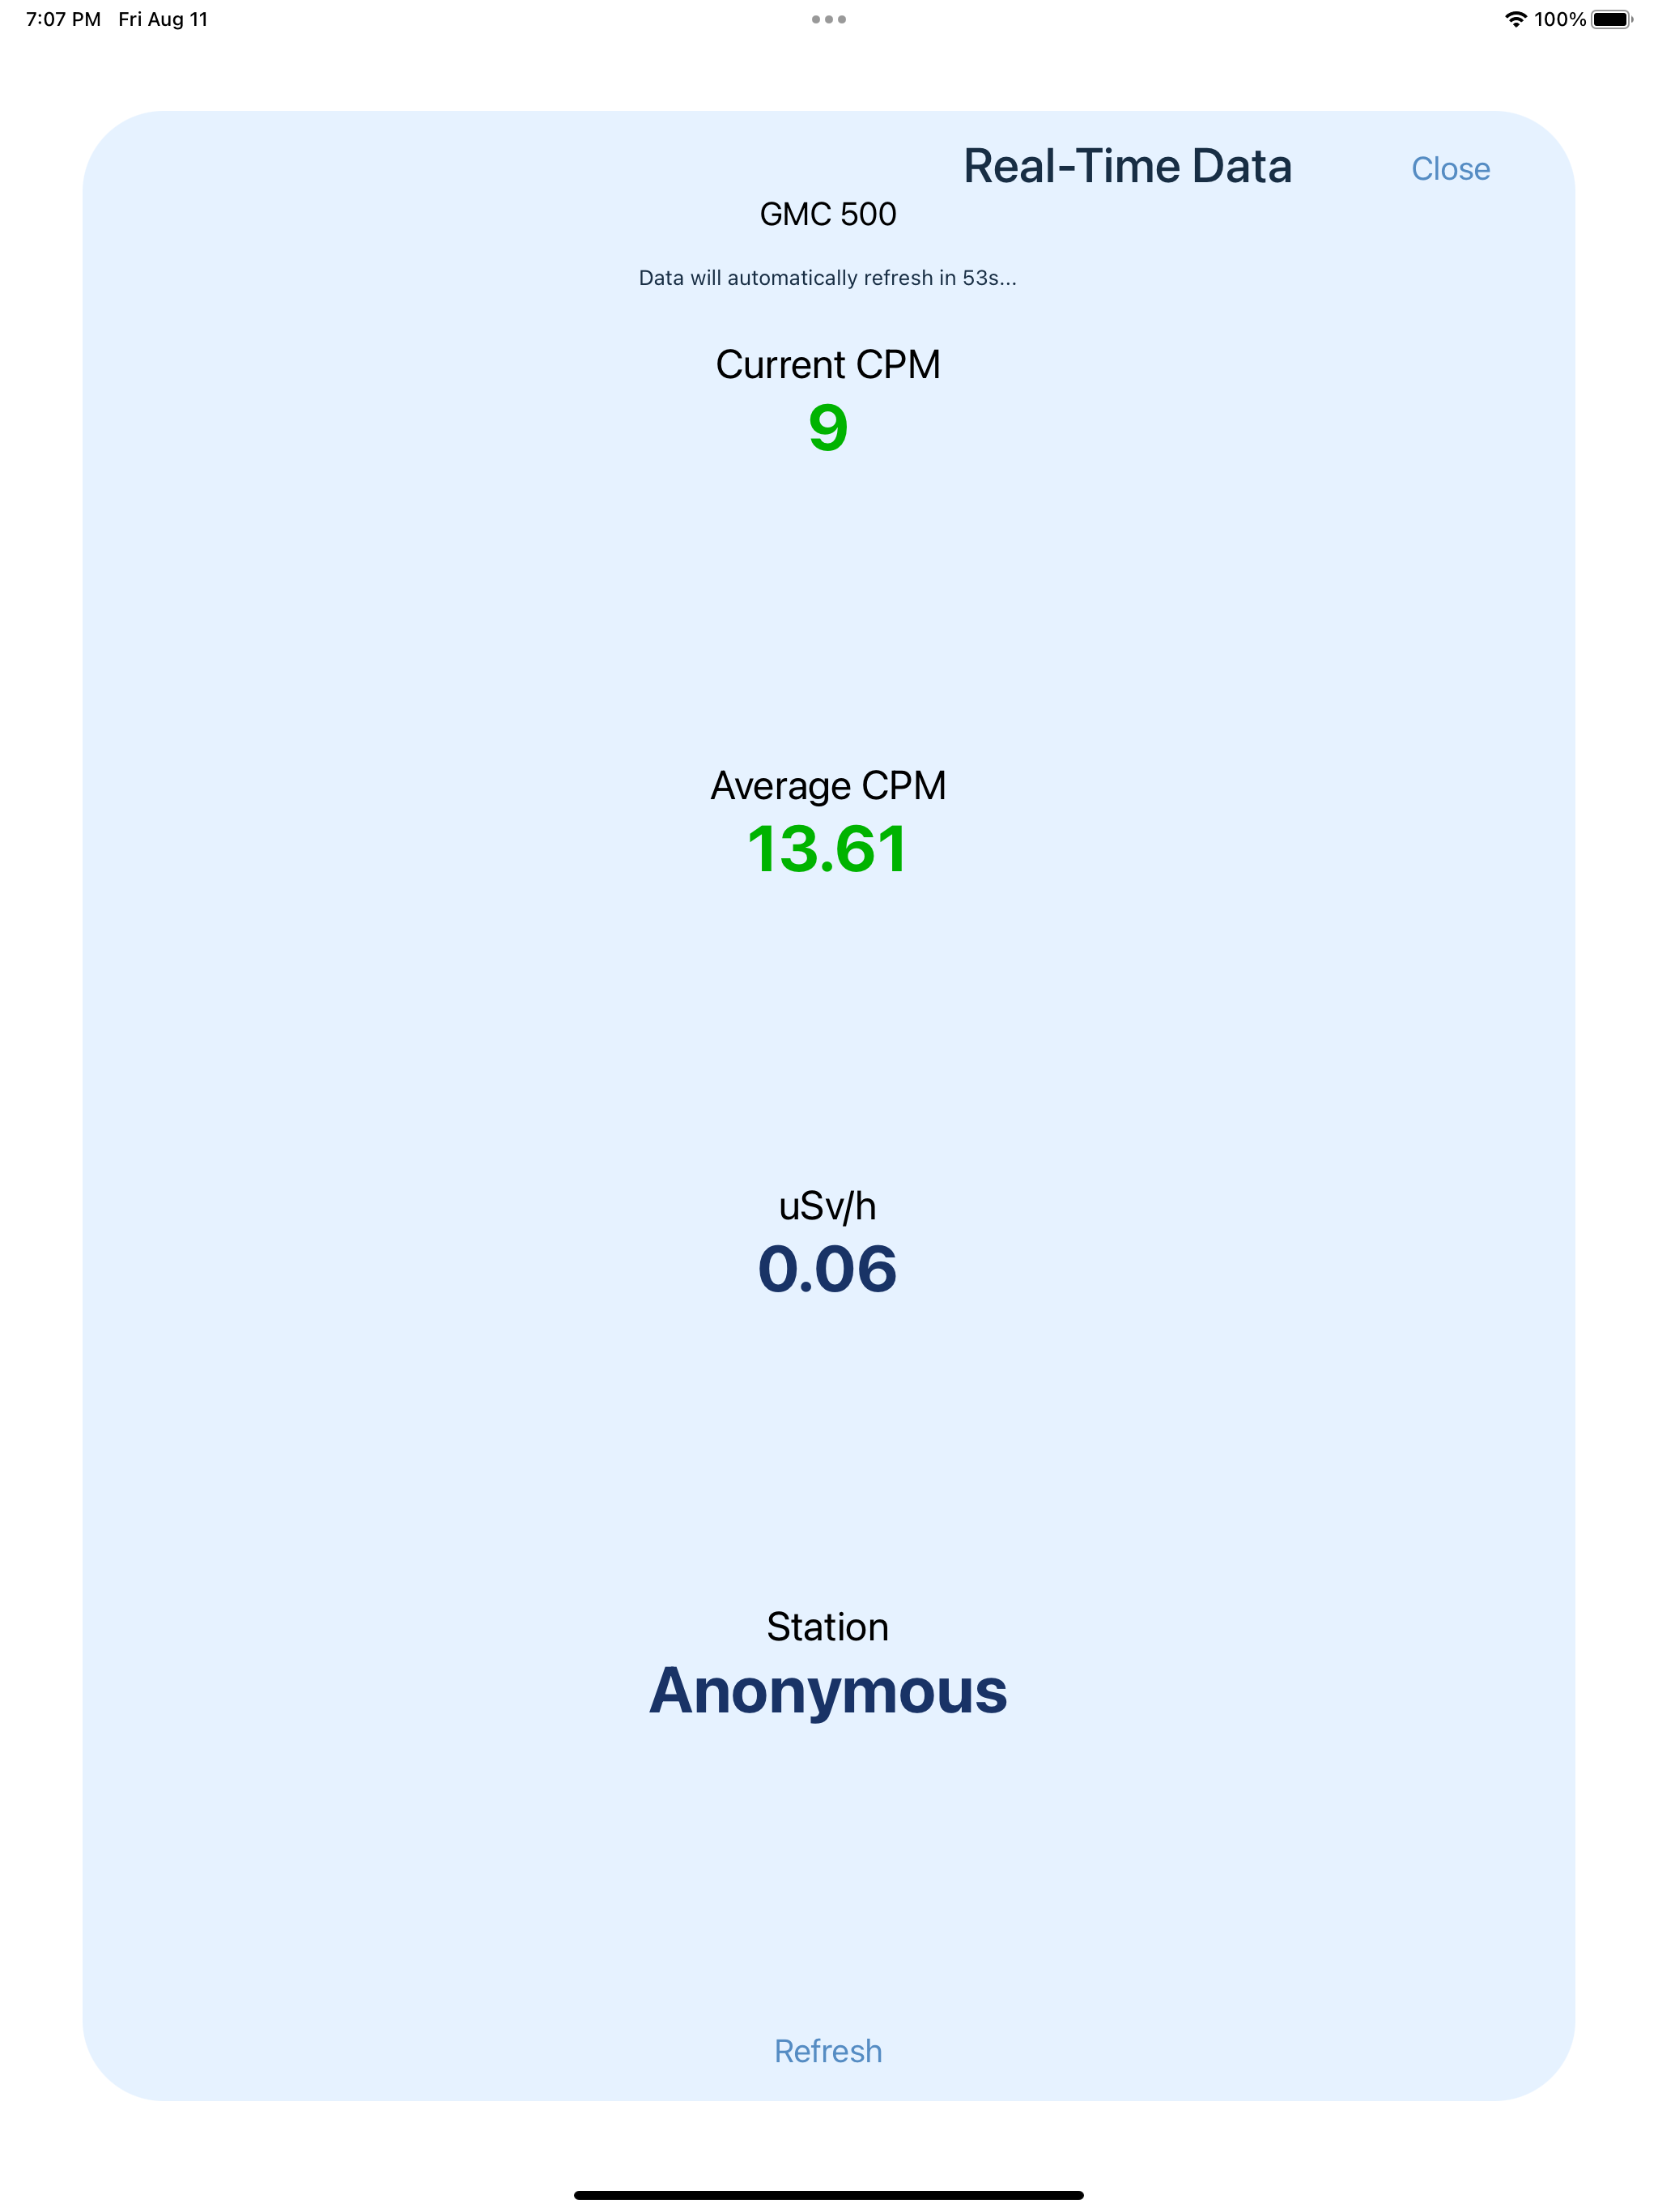 7:07 PM Fri Aug 11
100%
Real-Time Data
Close
GMC 500
Data will automatically refresh in 53s...
Current CPM
9
Average CPM
13.61
uSv/h
0.06
Station
Anonymous
Refresh